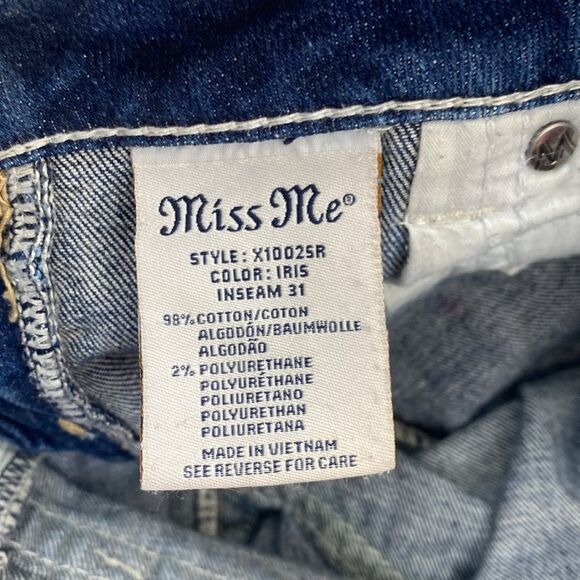 Miss Me®
STYLE: X1002SR
COLOR: IRIS
INSEAM 31
98% COTTON/COTON
ALGODÓN/BAUMWOLLE
ALGODÃO
2% POLYURETHANE
POLYURÉTHANE
POLIURETANO
POLYURETHAN
POLIURETANA
MADE IN VIETNAM
SEE REVERSE FOR CARE